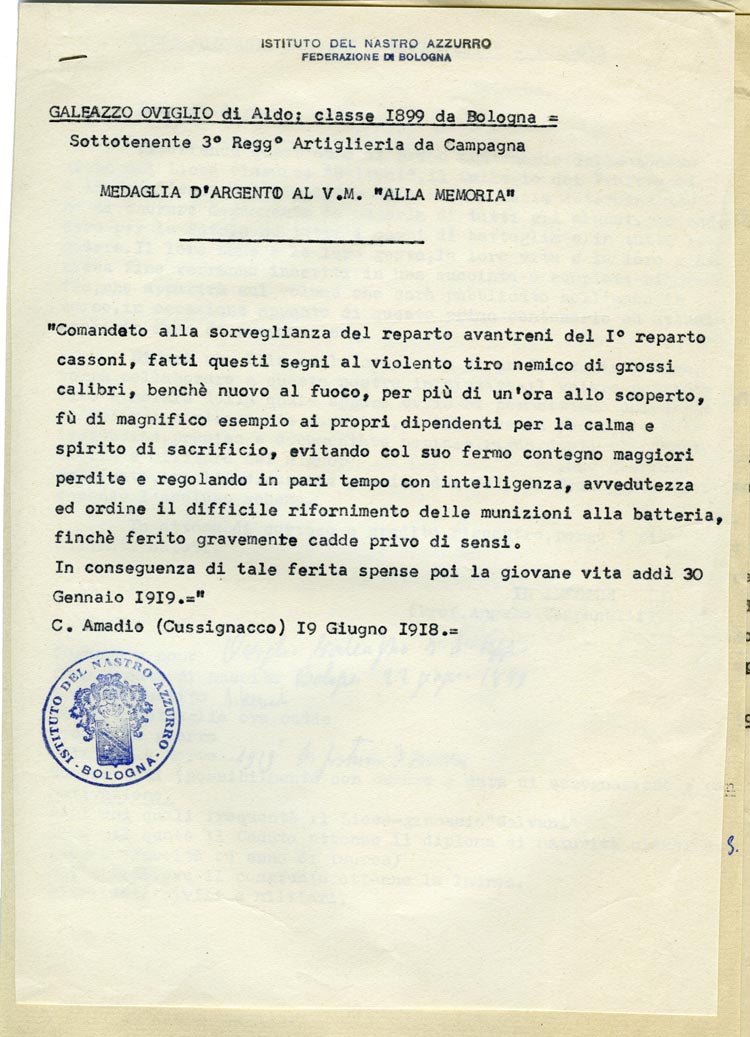 ISTITUTO DEL NASTRO AZZURRO
FEDERAZIONE DI BOLOGNA
GALEAZZO OVIGLIO di Aldo: classe I899 da Bologna =
Sottotenente 3° Regg° Artiglieria da Campagna
MEDAGLIA D'ARGENTO AL V.M. "ALLA MEMORIA"
"Comandato alla sorveglianza del reparto avantreni del I° reparto
cassoni, fatti questi segni al violento tiro nemico di grossi
calibri, benchè nuovo al fuoco, per più di un'ora allo scoperto,
fù di magnifico esempio ai propri dipendenti per la calma e
spirito di sacrificio, evitando col suo fermo contegno maggiori
perdite e regolando in pari tempo con intelligenza, avvedutezza
ed ordine il difficile rifornimento delle munizioni alla batteria,
finchè ferito gravemente cadde privo di sensi.
In conseguenza di tale ferita spense poi la giovane vita addì 30
Gennaio I9I9.="
C. Amadio (Cussignacco) I9 Giugno I9I8.=
ISTITUTO DEL NASTRO AZZURRO
- BOLOGNA -